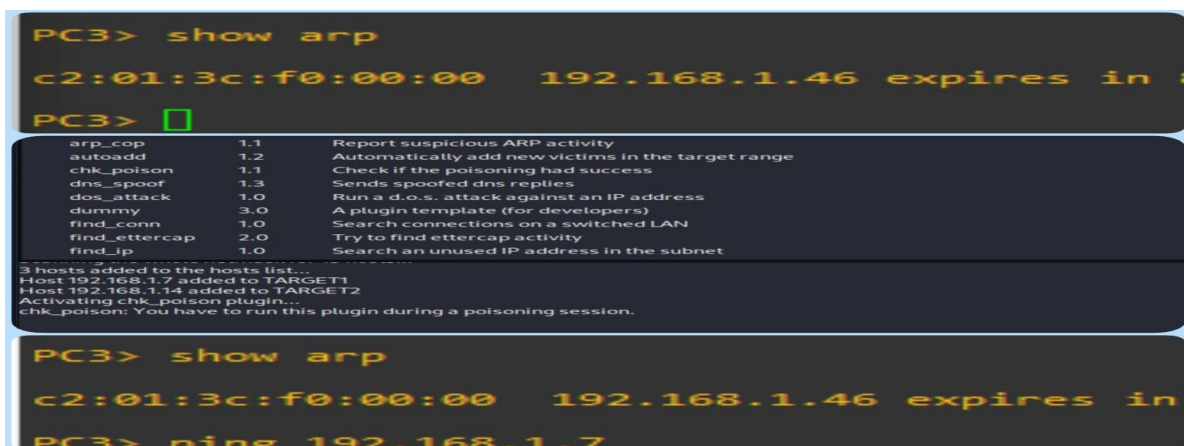 PC3> show arp
c2:01:3c:f0:00:00 192.168.1.46 expires in
PC3>
arp_cop 1.1 Report suspicious ARP activity
autoadd 1.2 Automatically add new victims in the target range
chk_poison 1.1 Check if the poisoning had success
dns_spoof 1.3 Sends spoofed dns replies
dos_attack 1.0 Run a d.o.s. attack against an IP address
dummy 3.0 A plugin template (for developers)
find_conn 1.0 Search connections on a switched LAN
find_ettercap 2.0 Try to find ettercap activity
find_ip 1.0 Search an unused IP address in the subnet
3 hosts added to the hosts list...
Host 192.168.1.7 added to TARGET1
Host 192.168.1.14 added to TARGET2
Activating chk_poison plugin...
chk_poison: You have to run this plugin during a poisoning session.
PC3> show arp
c2:01:3c:f0:00:00 192.168.1.46 expires in
PC3> ping 192.168.1.7